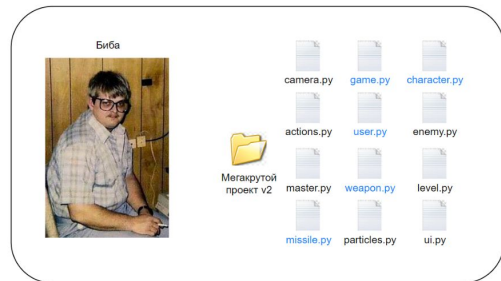 Биба
camera.py game.py character.py
actions.py user.py enemy.py
Мегакрутой
проект v2
master.py weapon.py level.py
missile.py particles.py ui.py